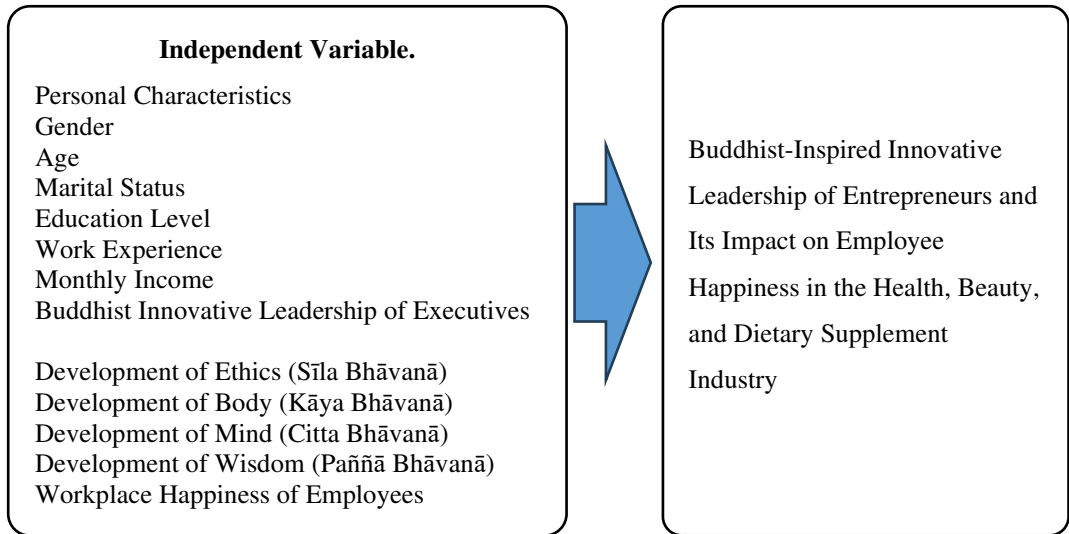 Independent Variable.
Personal Characteristics
Gender
Age
Marital Status
Education Level
Work Experience
Monthly Income
Buddhist Innovative Leadership of Executives
Development of Ethics (Sīla Bhāvanā)
Development of Body (Kāya Bhāvanā)
Development of Mind (Citta Bhāvanā)
Development of Wisdom (Paññā Bhāvanā)
Workplace Happiness of Employees
Buddhist-Inspired Innovative
Leadership of Entrepreneurs and
Its Impact on Employee
Happiness in the Health, Beauty,
and Dietary Supplement
Industry